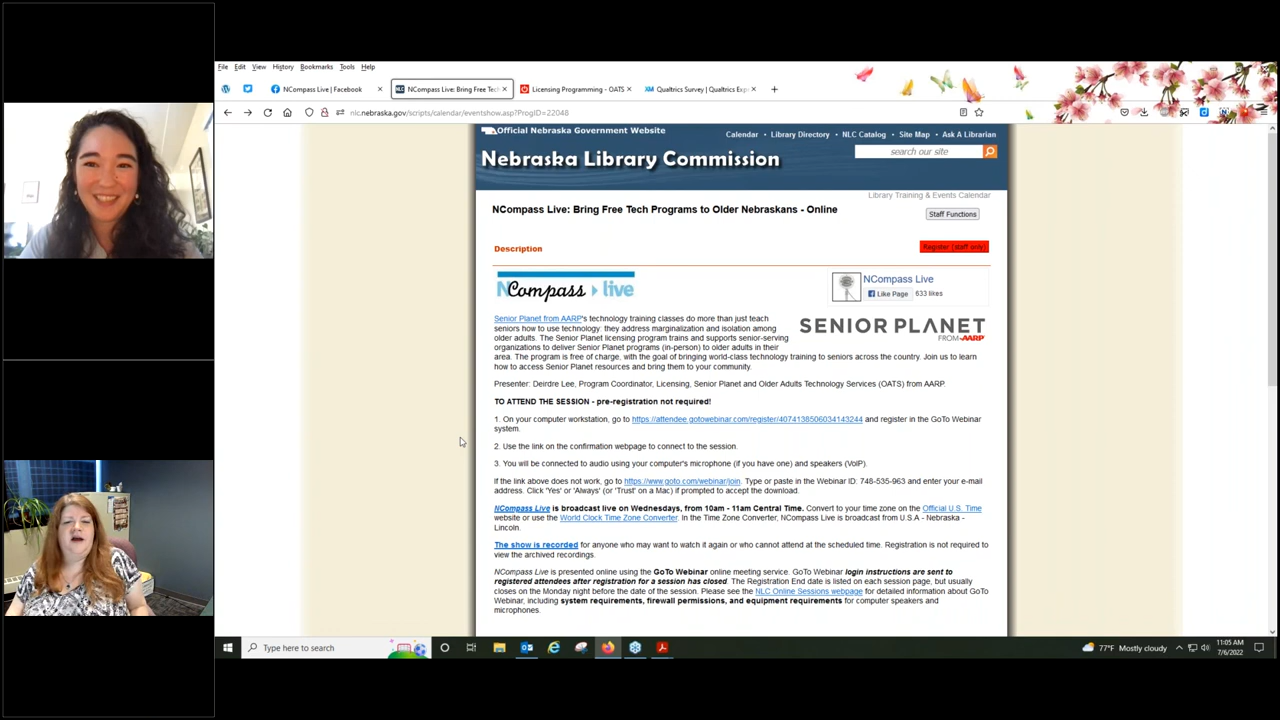 File Edit View History Bookmarks Tools Help
NCompass Live | Facebook × NCompass Live: Bring Free Tech × Licensing Programming - OATS × Qualtrics Survey | Qualtrics Exp × +
nlc.nebraska.gov/scripts/calendar/eventshow.asp?ProgID=22048
Official Nebraska Government Website
Calendar • Library Directory • NLC Catalog • Site Map • Ask A Librarian
Nebraska Library Commission
search our site
Library Training & Events Calendar
NCompass Live: Bring Free Tech Programs to Older Nebraskans - Online
Staff Functions
Description
Register (staff only)
NCompass live
NCompass Live
Like Page 633 likes
Senior Planet from AARP's technology training classes do more than just teach
seniors how to use technology: they address marginalization and isolation among
older adults. The Senior Planet licensing program trains and supports senior-serving
organizations to deliver Senior Planet programs (in-person) to older adults in their
SENIOR PLANET
FROM AARP
area. The program is free of charge, with the goal of bringing world-class technology training to seniors across the country. Join us to learn
how to access Senior Planet resources and bring them to your community.
Presenter: Deirdre Lee, Program Coordinator, Licensing, Senior Planet and Older Adults Technology Services (OATS) from AARP.
TO ATTEND THE SESSION - pre-registration not required!
1. On your computer workstation, go to https://attendee.gotowebinar.com/register/4074138506034143244 and register in the GoTo Webinar
system.
2. Use the link on the confirmation webpage to connect to the session.
3. You will be connected to audio using your computer's microphone (if you have one) and speakers (VoIP).
If the link above does not work, go to https://www.goto.com/webinar/join. Type or paste in the Webinar ID: 748-535-963 and enter your e-mail
address. Click 'Yes' or 'Always' (or 'Trust' on a Mac) if prompted to accept the download.
NCompass Live is broadcast live on Wednesdays, from 10am - 11am Central Time. Convert to your time zone on the Official U.S. Time
website or use the World Clock Time Zone Converter. In the Time Zone Converter, NCompass Live is broadcast from U.S.A - Nebraska -
Lincoln.
The show is recorded for anyone who may want to watch it again or who cannot attend at the scheduled time. Registration is not required to
view the archived recordings.
NCompass Live is presented online using the GoTo Webinar online meeting service. GoTo Webinar login instructions are sent to
registered attendees after registration for a session has closed. The Registration End date is listed on each session page, but usually
closes on the Monday night before the date of the session. Please see the NLC Online Sessions webpage for detailed information about GoTo
Webinar, including system requirements, firewall permissions, and equipment requirements for computer speakers and
microphones.
Type here to search
77°F Mostly cloudy
11:05 AM
7/6/2022